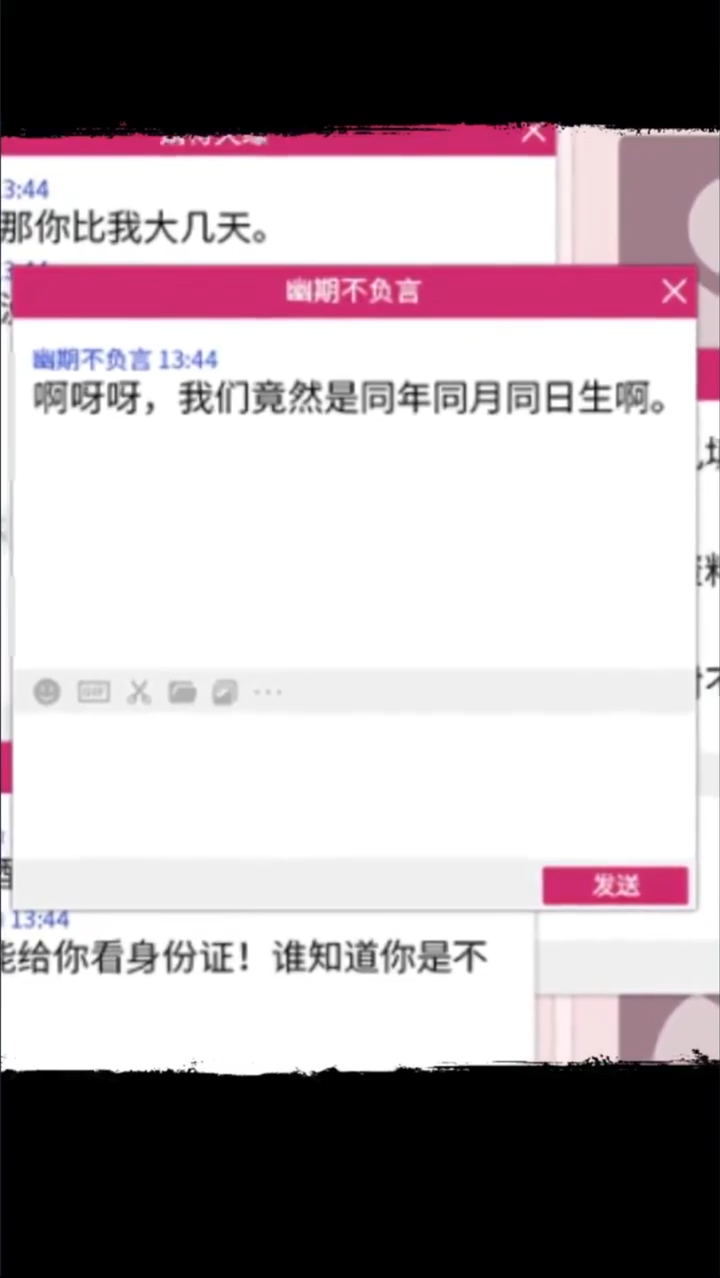 3:44
那你比我大几天。
幽期不负言
幽期不负言 13:44
啊呀呀，我们竟然是同年同月同日生啊。
GIF
发送
13:44
能给你看身份证！谁知道你是不